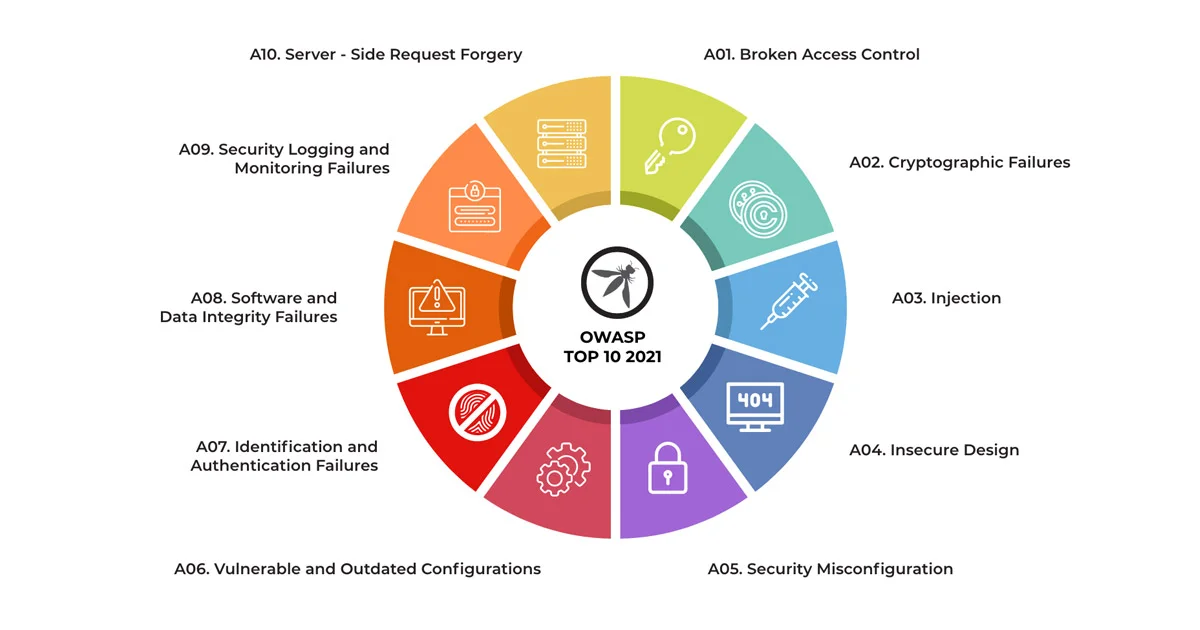 A10. Server - Side Request Forgery
A01. Broken Access Control
A09. Security Logging and
Monitoring Failures
A02. Cryptographic Failures
A08. Software and
Data Integrity Failures
A03. Injection
OWASP
TOP 10 2021
404
A07. Identification and
Authentication Failures
A04. Insecure Design
A06. Vulnerable and Outdated Configurations
A05. Security Misconfiguration